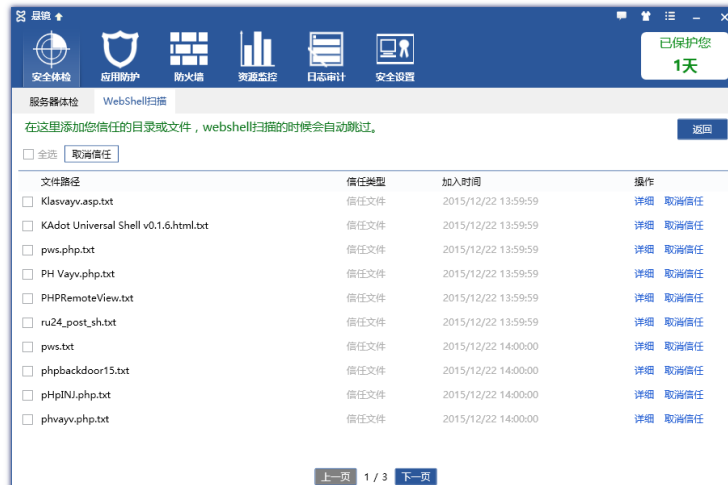 悬镜
已保护您
1天
安全体检 应用防护 防火墙 资源监控 日志审计 安全设置
服务器体检 WebShell扫描
在这里添加您信任的目录或文件，webshell扫描的时候会自动跳过。
返回
全选 取消信任
文件路径 信任类型 加入时间 操作
Klasvayv.asp.txt 信任文件 2015/12/22 13:59:59 详细 取消信任
KAdot Universal Shell v0.1.6.html.txt 信任文件 2015/12/22 13:59:59 详细 取消信任
pws.php.txt 信任文件 2015/12/22 13:59:59 详细 取消信任
PH Vayv.php.txt 信任文件 2015/12/22 13:59:59 详细 取消信任
PHPRemoteView.txt 信任文件 2015/12/22 13:59:59 详细 取消信任
ru24_post_sh.txt 信任文件 2015/12/22 13:59:59 详细 取消信任
pws.txt 信任文件 2015/12/22 14:00:00 详细 取消信任
phpbackdoor15.txt 信任文件 2015/12/22 14:00:00 详细 取消信任
pHpINJ.php.txt 信任文件 2015/12/22 14:00:00 详细 取消信任
phvayv.php.txt 信任文件 2015/12/22 14:00:00 详细 取消信任
上一页 1 / 3 下一页